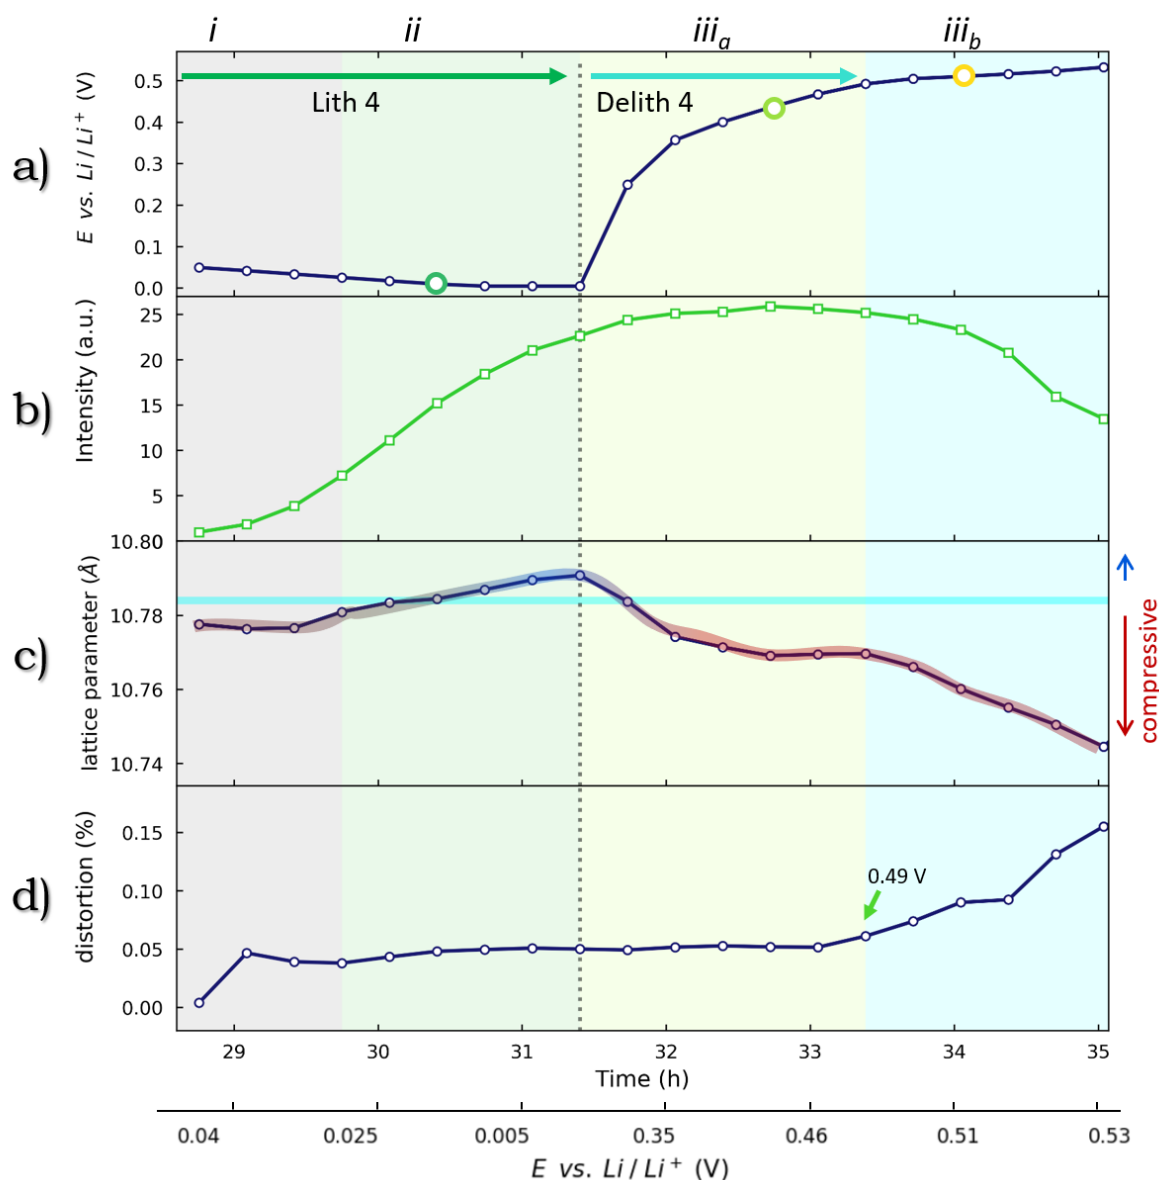 i ii iiia iiib
a)
E vs. Li / Li+ (V)
0.5
0.4
0.3
0.2
0.1
0.0
Lith 4 Delith 4
b)
Intensity (a.u.)
25
20
15
10
5
c)
lattice parameter (Å)
10.80
10.78
10.76
10.74
compressive
d)
distortion (%)
0.15
0.10
0.05
0.00
0.49 V
29 30 31 32 33 34 35
Time (h)
0.04 0.025 0.005 0.35 0.46 0.51 0.53
E vs. Li / Li+ (V)